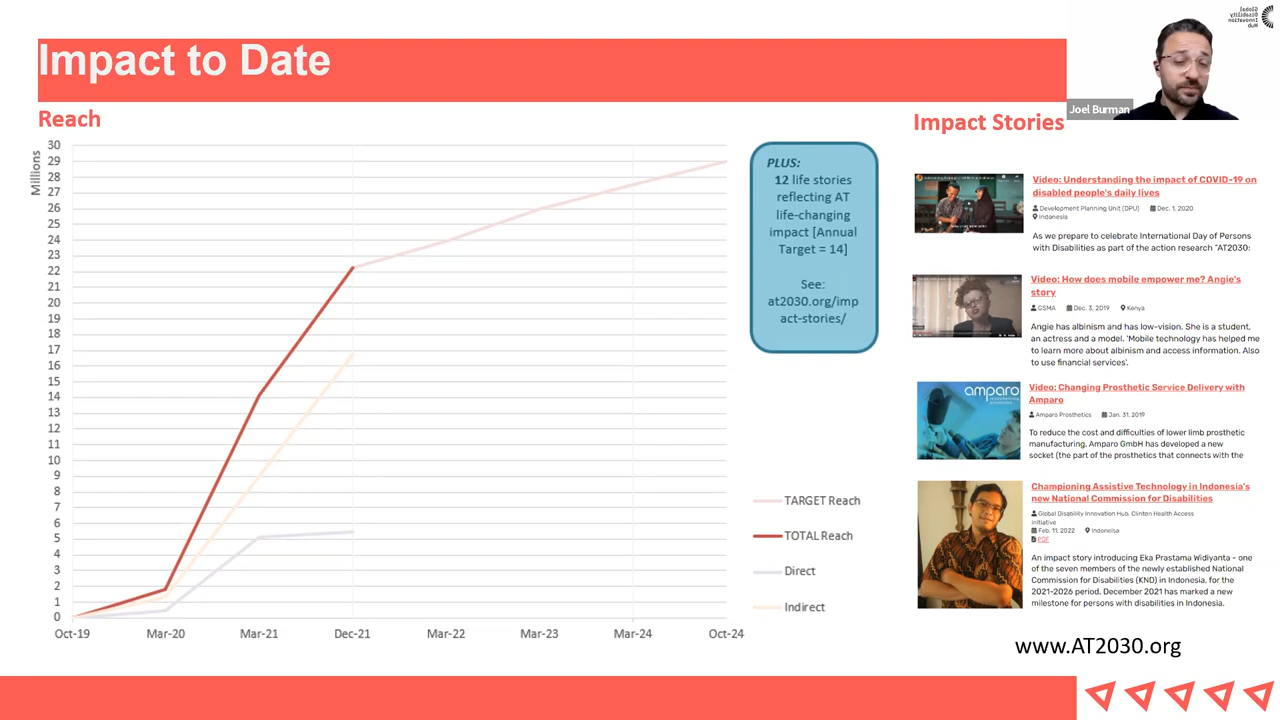 Impact to Date
Global
Disability
Innovation
Hub
Joel Burman
Reach
Millions
30
29
28
27
26
25
24
23
22
21
20
19
18
17
16
15
14
13
12
11
10
9
8
7
6
5
4
3
2
1
0
Oct-19
Mar-20
Mar-21
Dec-21
Mar-22
Mar-23
Mar-24
Oct-24
TARGET Reach
TOTAL Reach
Direct
Indirect
PLUS:
12 life stories
reflecting AT
life-changing
impact [Annual
Target = 14]
See:
at2030.org/imp
act-stories/
Impact Stories
Video: Understanding the impact of COVID-19 on
disabled people's daily lives
Development Planning Unit (DPU) Dec. 1, 2020
Indonesia
As we prepare to celebrate International Day of Persons
with Disabilities as part of the action research "AT2030:
Video: How does mobile empower me? Angie's
story
GSMA Dec. 3, 2019 Kenya
Angie has albinism and has low-vision. She is a student,
an actress and a model. 'Mobile technology has helped me
to learn more about albinism and access information. Also
to use financial services'.
amparo
Video: Changing Prosthetic Service Delivery with
Amparo
Amparo Prosthetics Jan. 31, 2019
To reduce the cost and difficulties of lower limb prosthetic
manufacturing, Amparo GmbH has developed a new
socket (the part of the prosthetics that connects with the
Championing Assistive Technology in Indonesia's
new National Commission for Disabilities
Global Disability Innovation Hub, Clinton Health Access
Initiative
Feb. 11, 2022 Indonesia
PDF
An impact story introducing Eka Prastama Widiyanta - one
of the seven members of the newly established National
Commission for Disabilities (KND) in Indonesia, for the
2021-2026 period. December 2021 has marked a new
milestone for persons with disabilities in Indonesia.
www.AT2030.org